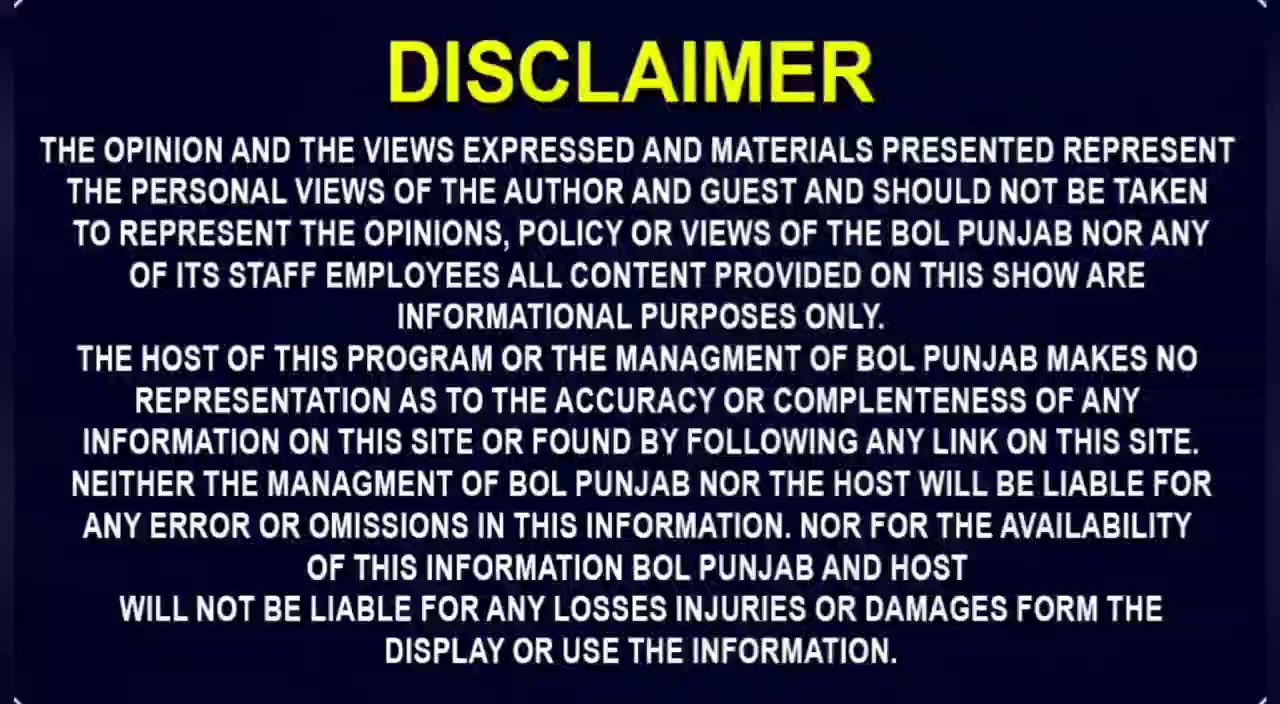 DISCLAIMER
THE OPINION AND THE VIEWS EXPRESSED AND MATERIALS PRESENTED REPRESENT
THE PERSONAL VIEWS OF THE AUTHOR AND GUEST AND SHOULD NOT BE TAKEN
TO REPRESENT THE OPINIONS, POLICY OR VIEWS OF THE BOL PUNJAB NOR ANY
OF ITS STAFF EMPLOYEES ALL CONTENT PROVIDED ON THIS SHOW ARE
INFORMATIONAL PURPOSES ONLY.
THE HOST OF THIS PROGRAM OR THE MANAGMENT OF BOL PUNJAB MAKES NO
REPRESENTATION AS TO THE ACCURACY OR COMPLENTENESS OF ANY
INFORMATION ON THIS SITE OR FOUND BY FOLLOWING ANY LINK ON THIS SITE.
NEITHER THE MANAGMENT OF BOL PUNJAB NOR THE HOST WILL BE LIABLE FOR
ANY ERROR OR OMISSIONS IN THIS INFORMATION. NOR FOR THE AVAILABILITY
OF THIS INFORMATION BOL PUNJAB AND HOST
WILL NOT BE LIABLE FOR ANY LOSSES INJURIES OR DAMAGES FORM THE
DISPLAY OR USE THE INFORMATION.